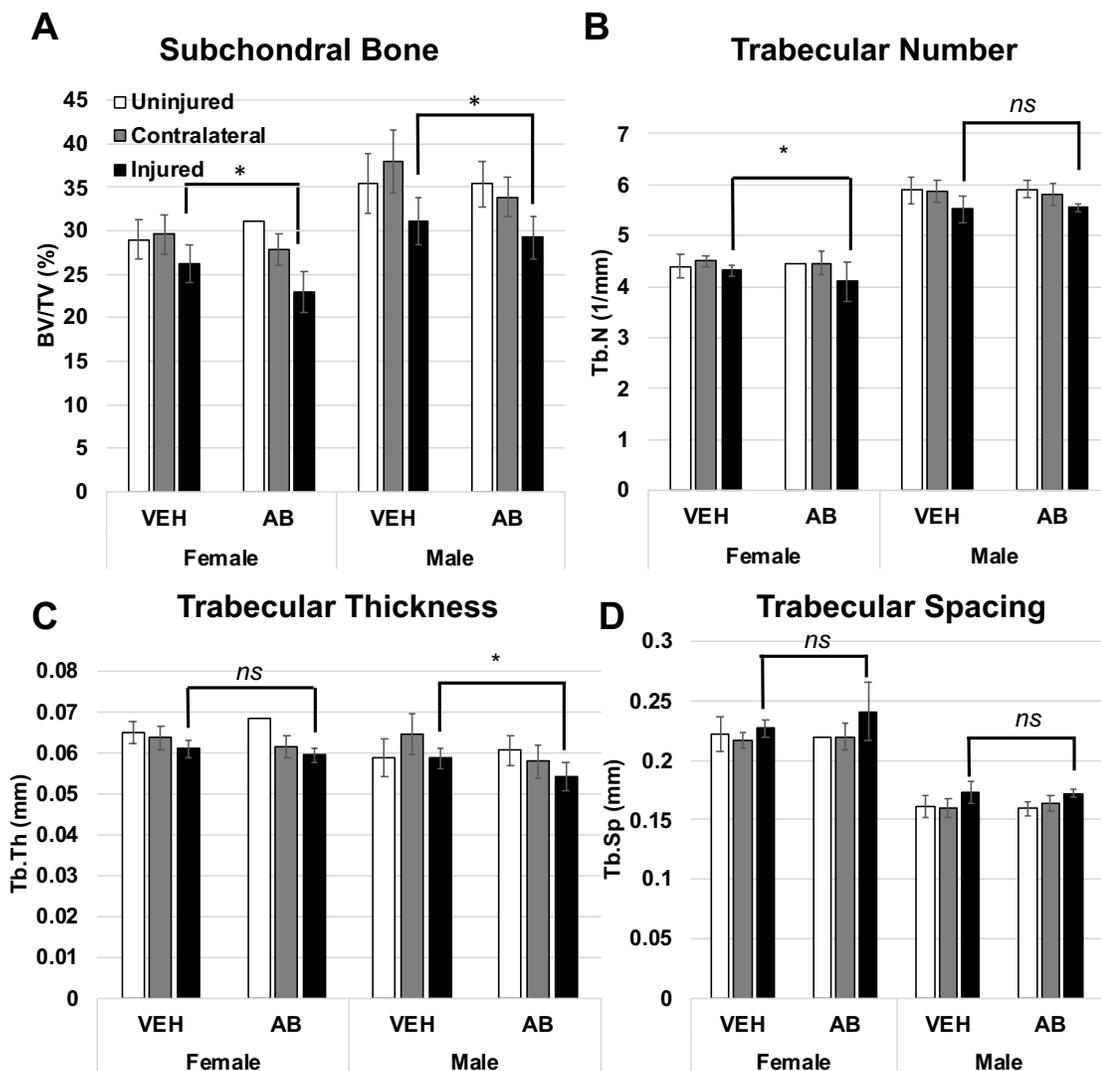 A
Subchondral Bone
45
40
35
30
25
20
15
10
5
0
BV/TV (%)
Uninjured
Contralateral
Injured
*
*
VEH
AB
VEH
AB
Female
Male
B
Trabecular Number
7
6
5
4
3
2
1
0
Tb.N (1/mm)
*
ns
VEH
AB
VEH
AB
Female
Male
C
Trabecular Thickness
0.08
0.07
0.06
0.05
0.04
0.03
0.02
0.01
0
Tb.Th (mm)
ns
*
VEH
AB
VEH
AB
Female
Male
D
Trabecular Spacing
0.3
0.25
0.2
0.15
0.1
0.05
0
Tb.Sp (mm)
ns
ns
VEH
AB
VEH
AB
Female
Male